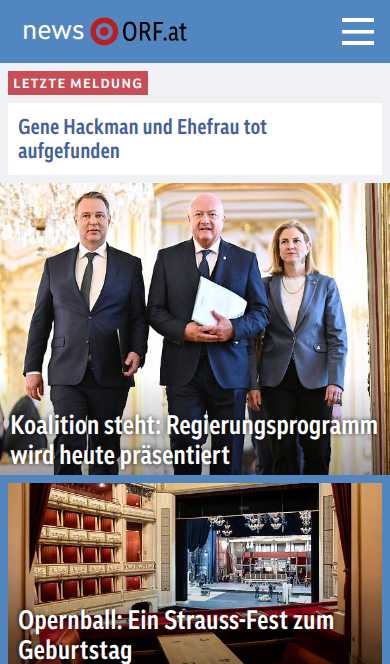 news ORF.at
LETZTE MELDUNG
Gene Hackman und Ehefrau tot
aufgefunden
Koalition steht: Regierungsprogramm
wird heute präsentiert
Opernball: Ein Strauss-Fest zum
Geburtstag